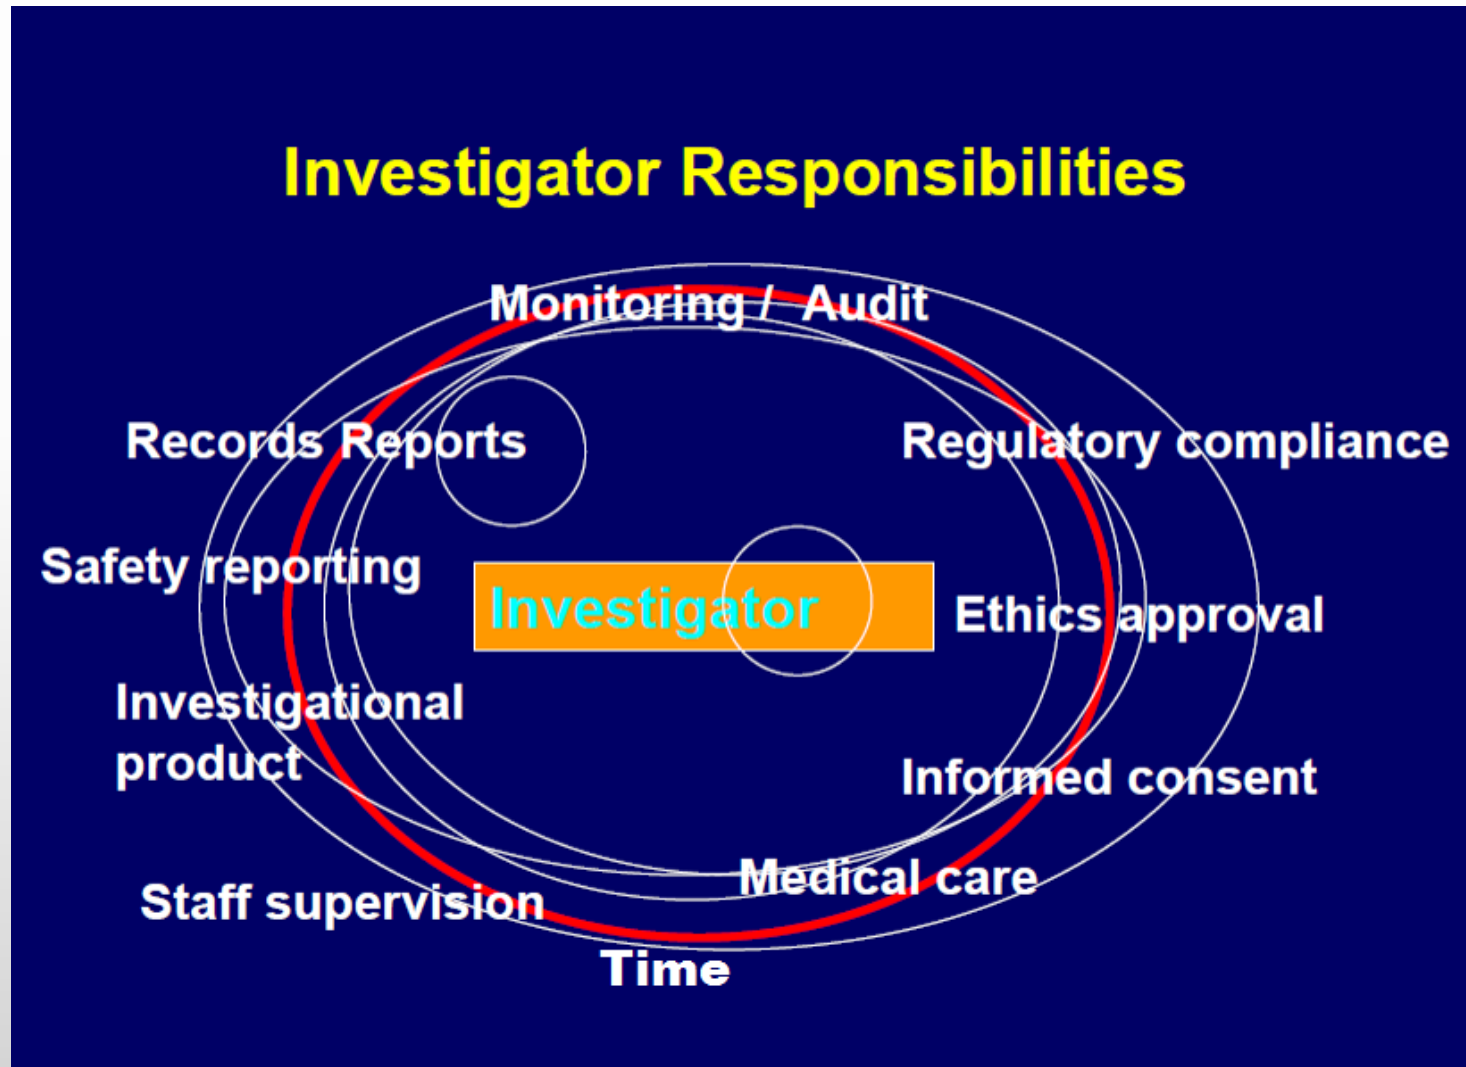 Investigator Responsibilities
Monitoring / Audit
Records Reports
Regulatory compliance
Safety reporting
Investigator
Ethics approval
Investigational
product
Informed consent
Medical care
Staff supervision
Time